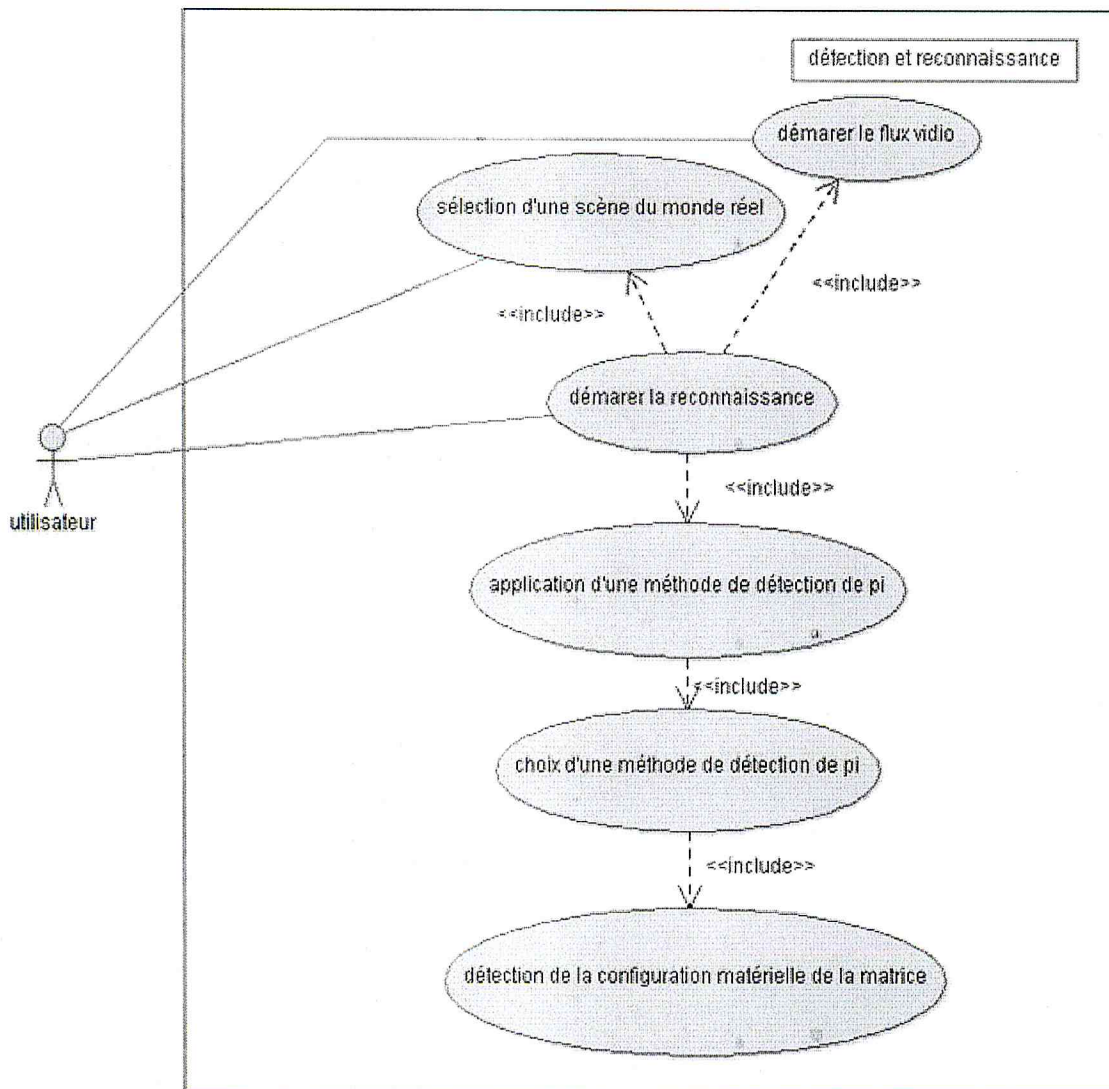 détection et reconnaissance
démarer le flux vidio
sélection d'une scène du monde réel
<<include>>
<<include>>
démarer la reconnaissance
utilisateur
<<include>>
application d'une méthode de détection de pi
<<include>>
choix d'une méthode de détection de pi
<<include>>
détection de la configuration matérielle de la matrice